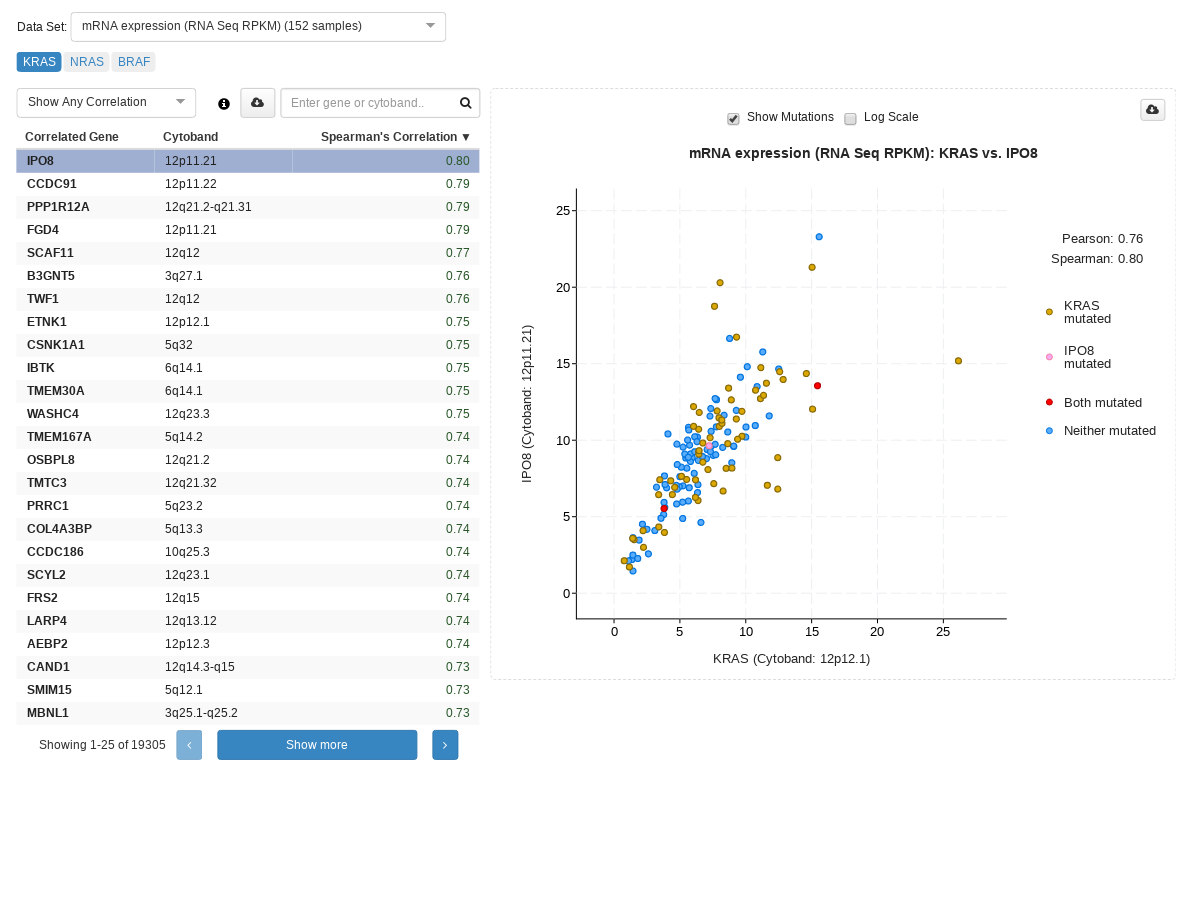 Data Set: mRNA expression (RNA Seq RPKM) (152 samples)
KRAS NRAS BRAF
Show Any Correlation Enter gene or cytoband..
Correlated Gene Cytoband Spearman's Correlation ▼
IPO8 12p11.21 0.80
CCDC91 12p11.22 0.79
PPP1R12A 12q21.2-q21.31 0.79
FGD4 12p11.21 0.79
SCAF11 12q12 0.77
B3GNT5 3q27.1 0.76
TWF1 12q12 0.76
ETNK1 12p12.1 0.75
CSNK1A1 5q32 0.75
IBTK 6q14.1 0.75
TMEM30A 6q14.1 0.75
WASHC4 12q23.3 0.75
TMEM167A 5q14.2 0.74
OSBPL8 12q21.2 0.74
TMTC3 12q21.32 0.74
PRRC1 5q23.2 0.74
COL4A3BP 5q13.3 0.74
CCDC186 10q25.3 0.74
SCYL2 12q23.1 0.74
FRS2 12q15 0.74
LARP4 12q13.12 0.74
AEBP2 12p12.3 0.74
CAND1 12q14.3-q15 0.73
SMIM15 5q12.1 0.73
MBNL1 3q25.1-q25.2 0.73
Showing 1-25 of 19305 ‹ Show more ›
Show Mutations Log Scale
mRNA expression (RNA Seq RPKM): KRAS vs. IPO8
25
20
15
10
5
0
IPO8 (Cytoband: 12p11.21)
0 5 10 15 20 25
KRAS (Cytoband: 12p12.1)
Pearson: 0.76
Spearman: 0.80
KRAS
mutated
IPO8
mutated
Both mutated
Neither mutated